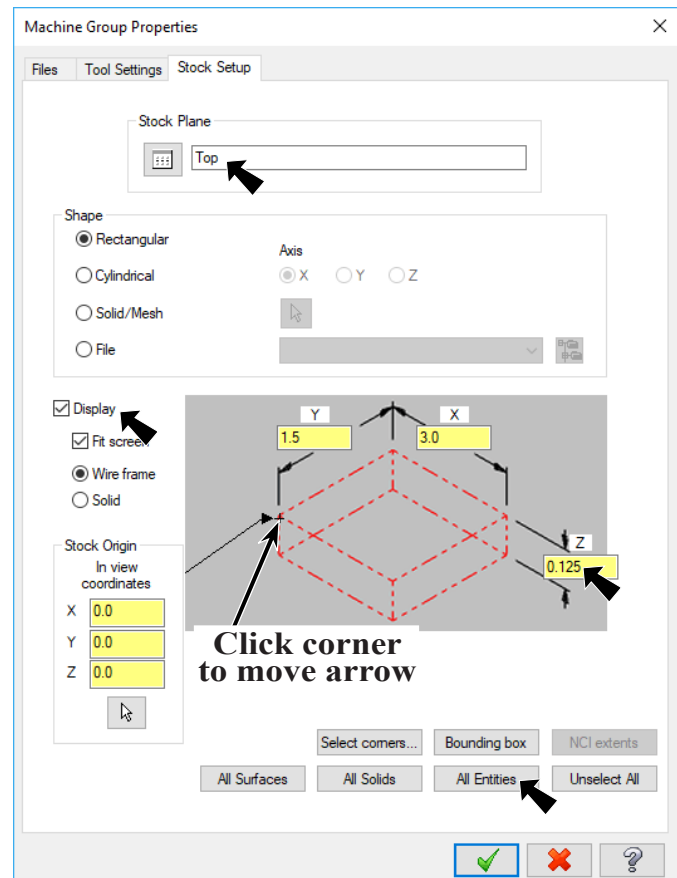 Machine Group Properties
Files Tool Settings Stock Setup
Stock Plane
Top
Shape
Rectangular
Axis
Cylindrical X Y Z
Solid/Mesh
File
Display
Y X
Fit screen 1.5 3.0
Wire frame
Solid
Stock Origin
In view
coordinates
Z
0.125
X 0.0
Y 0.0
Z 0.0
Click corner
to move arrow
Select corners... Bounding box NCI extents
All Surfaces All Solids All Entities Unselect All